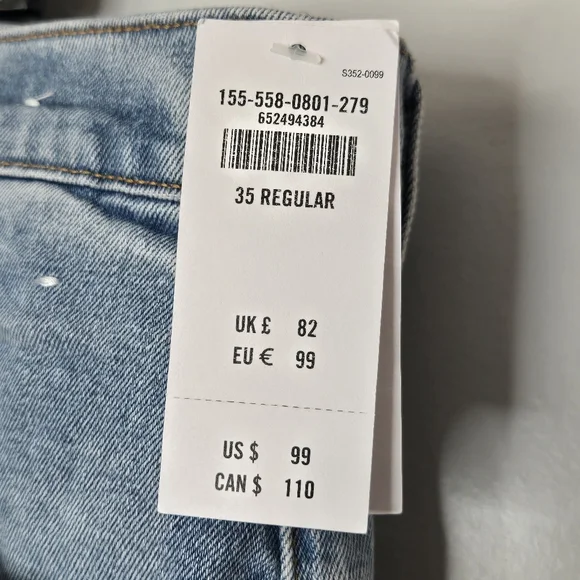 S352-0099
155-558-0801-279
652494384
35 REGULAR
UK £ 82
EU € 99
US $ 99
CAN $ 110